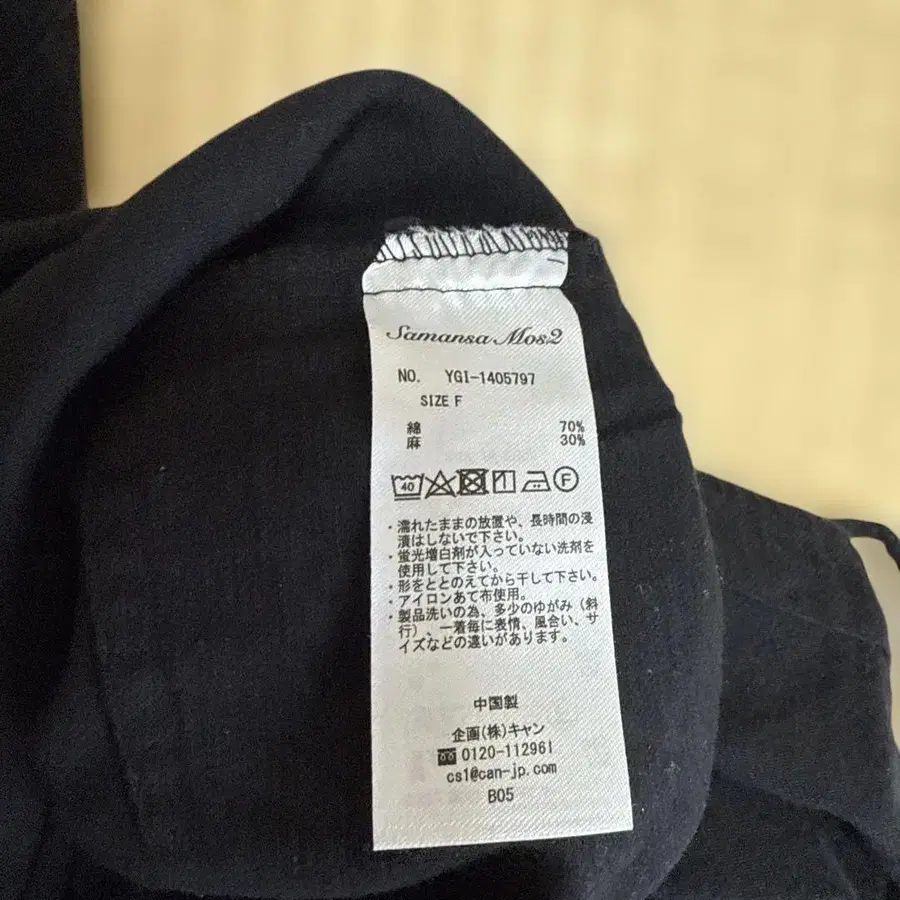 Samansa Mos2
NO. YGI-1405797
SIZE F
綿 70%
麻 30%
40
F
・濡れたままの放置や、長時間の浸
漬はしないで下さい。
・蛍光増白剤が入っていない洗剤を
使用して下さい。
・形をととのえてから干して下さい。
・アイロンあて布使用。
・製品洗いの為、多少のゆがみ（斜
行）、一着毎に表情、風合い、サ
イズなどの違いがあります。
中国製
企画(株)キャン
0120-112961
cs1@can-jp.com
B05